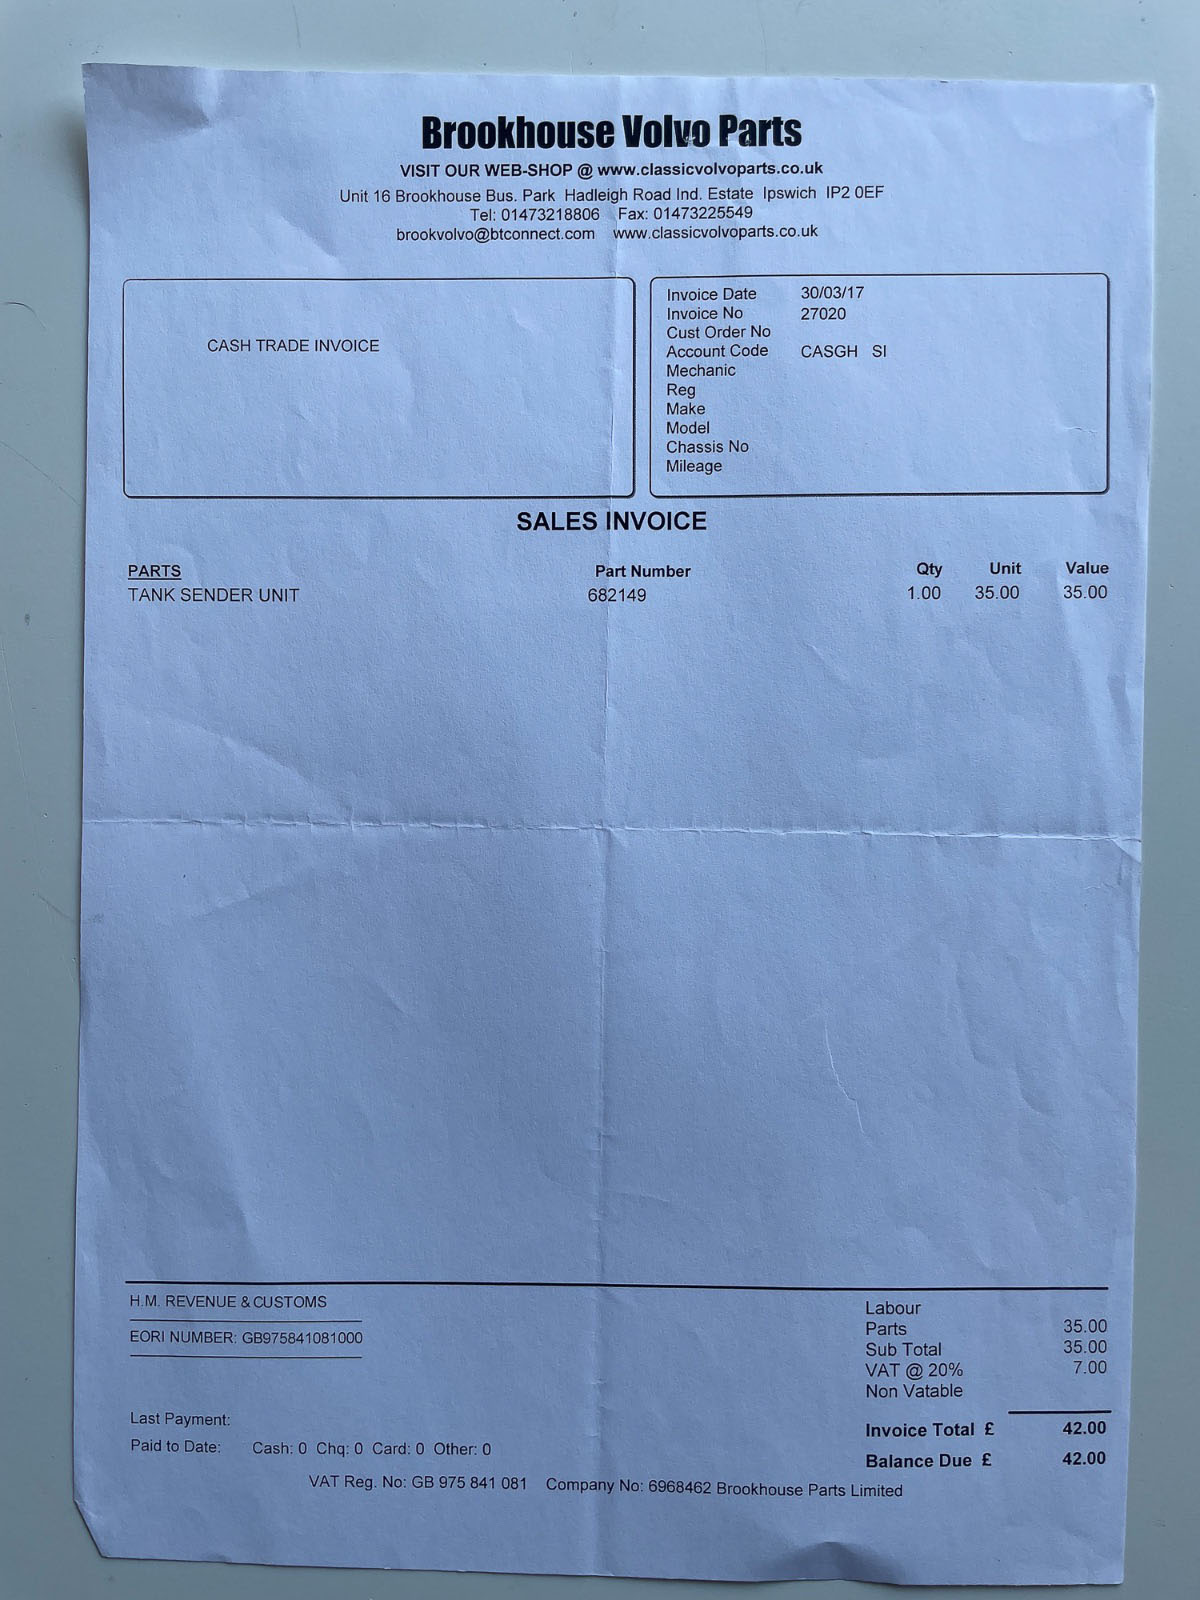 Brookhouse Volvo Parts
VISIT OUR WEB-SHOP @ www.classicvolvoparts.co.uk
Unit 16 Brookhouse Bus. Park Hadleigh Road Ind. Estate Ipswich IP2 0EF
Tel: 01473218806 Fax: 01473225549
brookvolvo@btconnect.com www.classicvolvoparts.co.uk
CASH TRADE INVOICE
Invoice Date 30/03/17
Invoice No 27020
Cust Order No
Account Code CASGH SI
Mechanic
Reg
Make
Model
Chassis No
Mileage
SALES INVOICE
PARTS Part Number Qty Unit Value
TANK SENDER UNIT 682149 1.00 35.00 35.00
H.M. REVENUE & CUSTOMS
EORI NUMBER: GB975841081000
Labour
Parts 35.00
Sub Total 35.00
VAT @ 20% 7.00
Non Vatable
Last Payment:
Paid to Date: Cash: 0 Chq: 0 Card: 0 Other: 0
Invoice Total £ 42.00
Balance Due £ 42.00
VAT Reg. No: GB 975 841 081 Company No: 6968462 Brookhouse Parts Limited